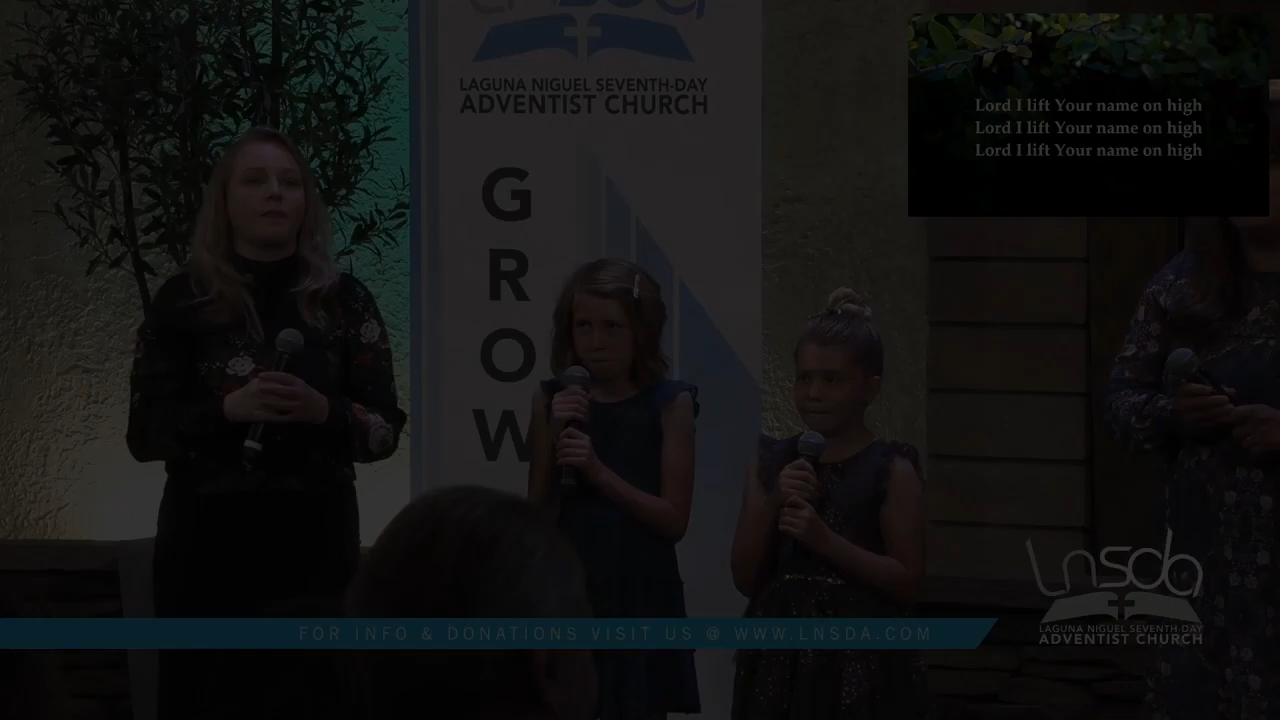 LNSDA
LAGUNA NIGUEL SEVENTH-DAY
ADVENTIST CHURCH
G
R
O
W
Lord I lift Your name on high
Lord I lift Your name on high
Lord I lift Your name on high
FOR INFO & DONATIONS VISIT US @ WWW.LNSDA.COM
Lnsda
LAGUNA NIGUEL SEVENTH-DAY
ADVENTIST CHURCH